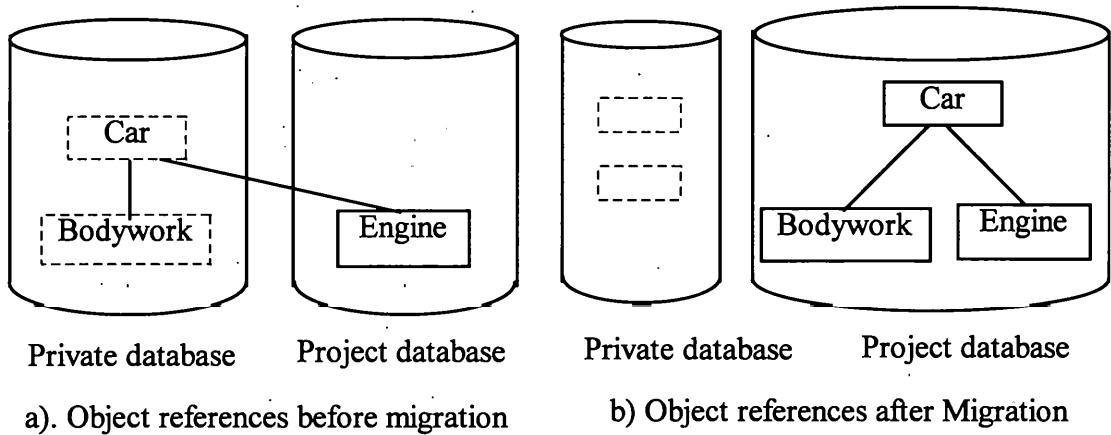 Car
Bodywork
Engine
Car
Bodywork
Engine
Private database
Project database
Private database
Project database
a). Object references before migration
b) Object references after Migration